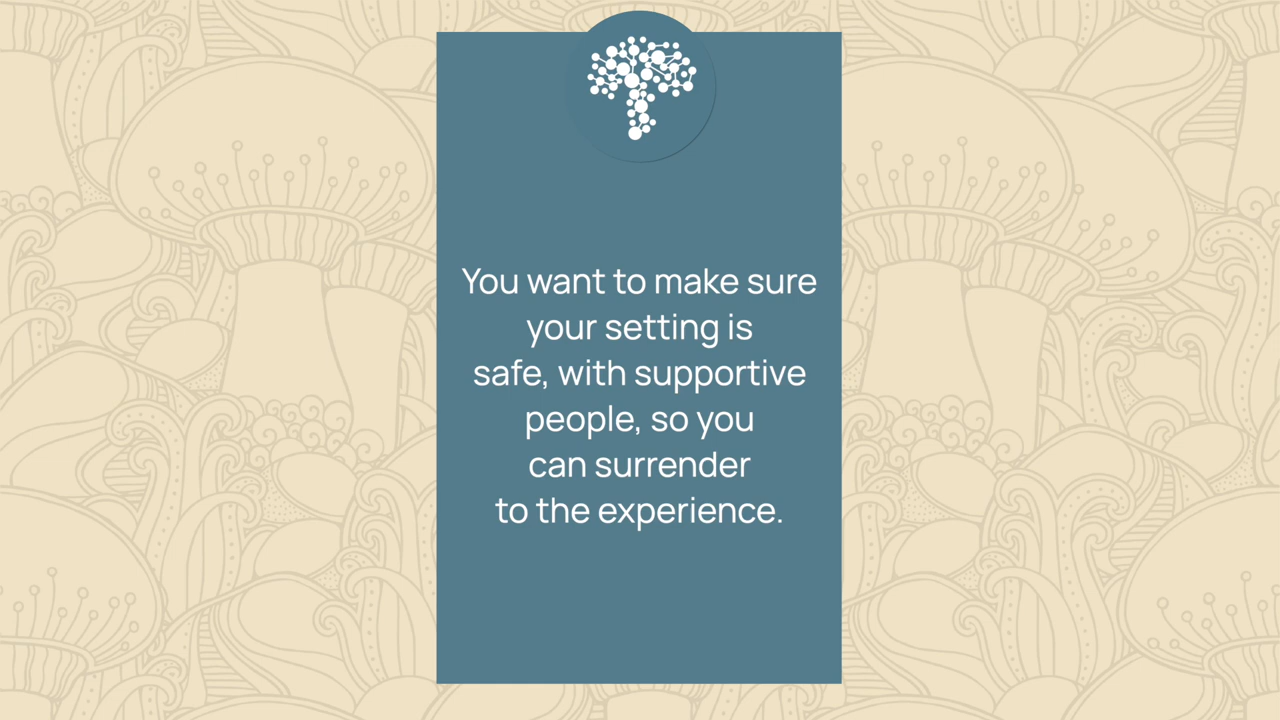 You want to make sure
your setting is
safe, with supportive
people, so you
can surrender
to the experience.